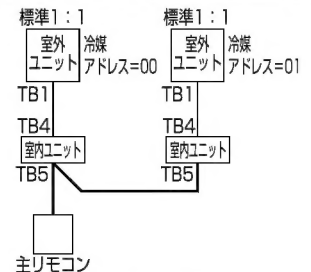 標準1：1
標準1：1
室外
ユニット
冷媒
アドレス=00
室外
ユニット
冷媒
アドレス=01
TB1
TB1
TB4
TB4
室内ユニット
室内ユニット
TB5
TB5
主リモコン